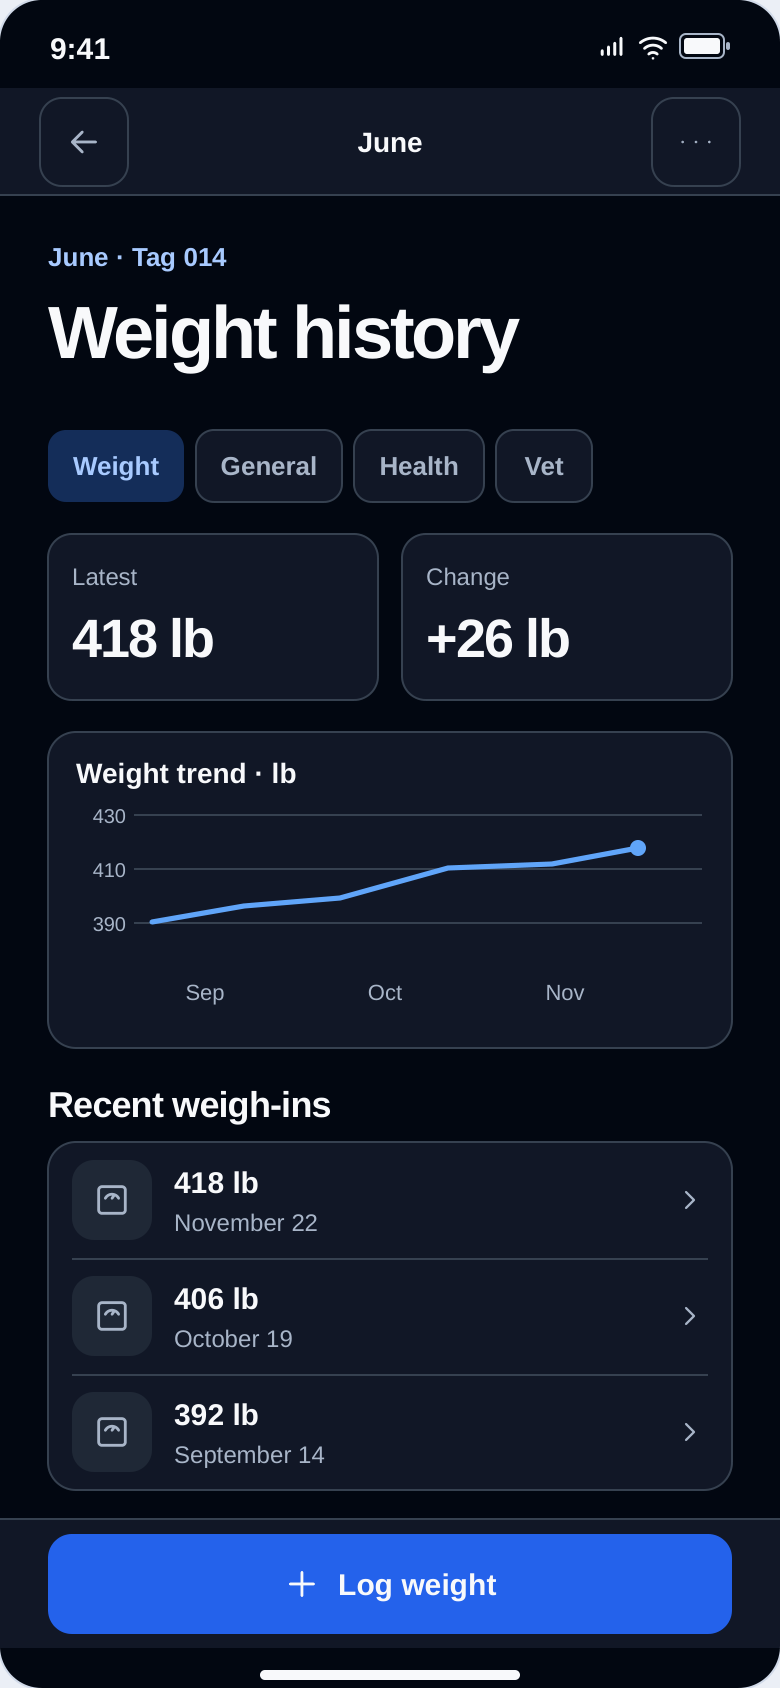 9:41
June
June · Tag 014
Weight history
Weight General Health Vet
Latest
418 lb
Change
+26 lb
Weight trend · lb
430
410
390
Sep Oct Nov
Recent weigh-ins
418 lb
November 22
406 lb
October 19
392 lb
September 14
Log weight